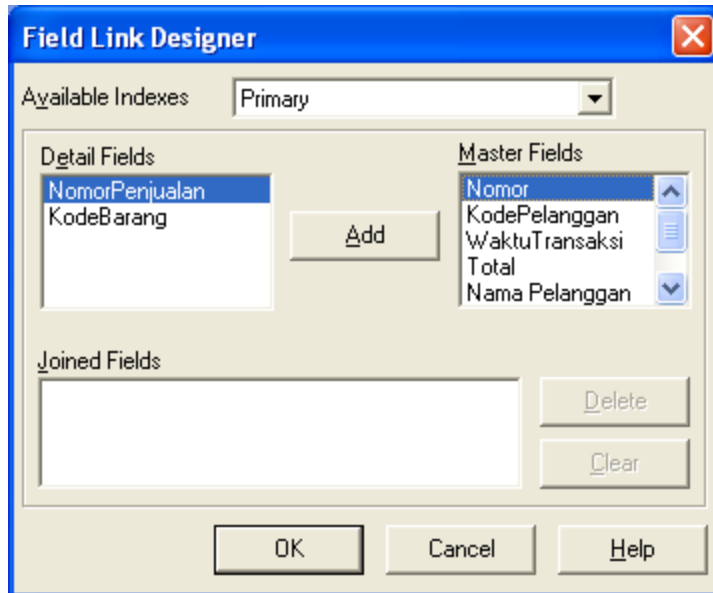 Field Link Designer
Available Indexes
Primary
Detail Fields
NomorPenjualan
KodeBarang
Add
Master Fields
Nomor
KodePelanggan
WaktuTransaksi
Total
Nama Pelanggan
Joined Fields
Delete
Clear
OK
Cancel
Help